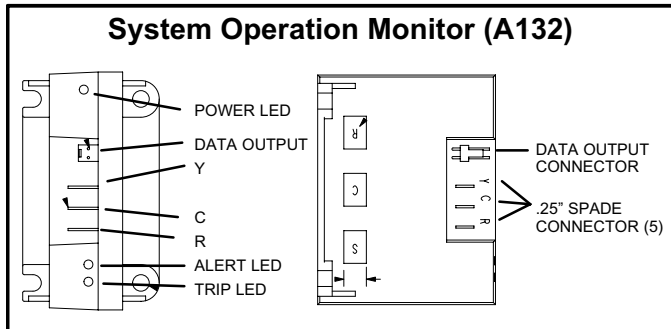 System Operation Monitor (A132)
POWER LED
DATA OUTPUT
Y
C
R
ALERT LED
TRIP LED
R
C
S
Y
C
R
DATA OUTPUT
CONNECTOR
.25" SPADE
CONNECTOR (5)